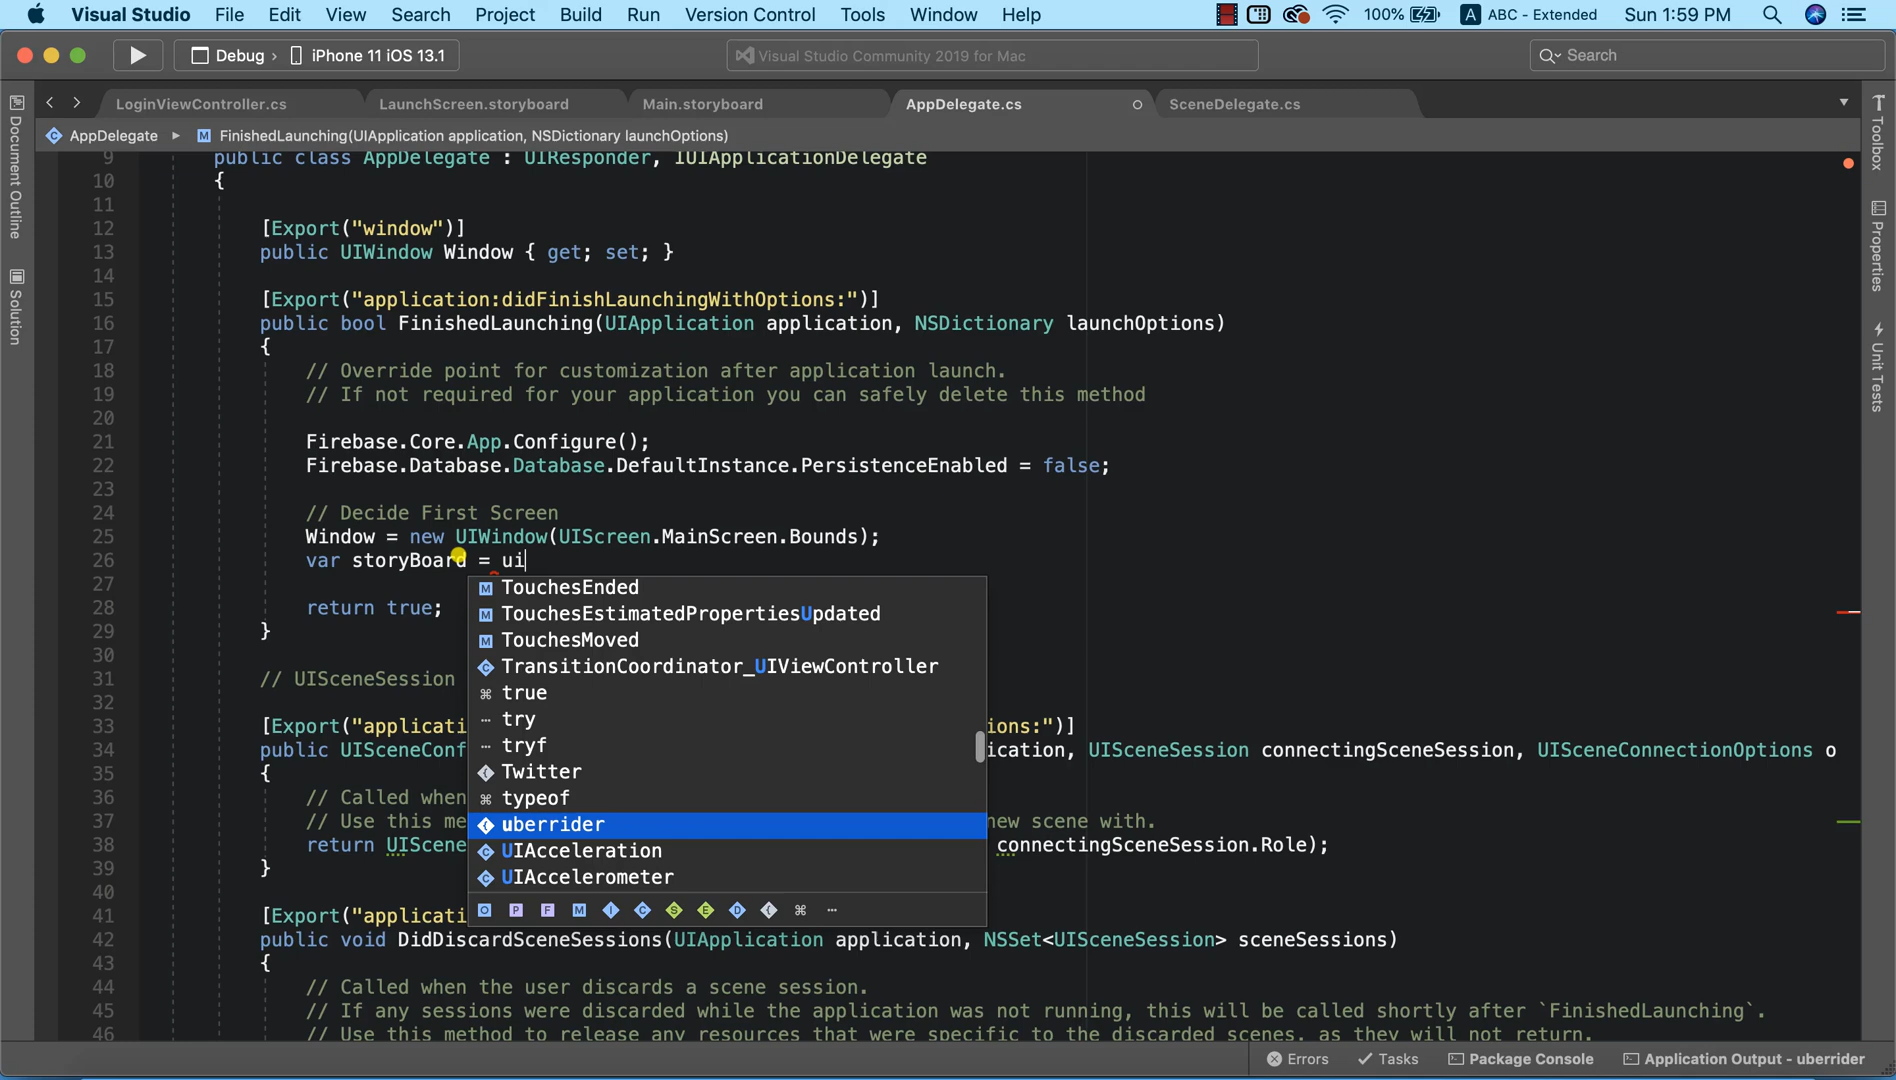 Visual Studio File Edit View Search Project Build Run Version Control Tools Window Help 100% A ABC - Extended Sun 1:59 PM
Debug › iPhone 11 iOS 13.1 Visual Studio Community 2019 for Mac Search
LoginViewController.cs LaunchScreen.storyboard Main.storyboard AppDelegate.cs SceneDelegate.cs
C AppDelegate M FinishedLaunching(UIApplication application, NSDictionary launchOptions)
Document Outline
Solution
Toolbox
Properties
Unit Tests
9 public class AppDelegate : UIResponder, IUIApplicationDelegate
10 {
11
12 [Export("window")]
13 public UIWindow Window { get; set; }
14
15 [Export("application:didFinishLaunchingWithOptions:")]
16 public bool FinishedLaunching(UIApplication application, NSDictionary launchOptions)
17 {
18 // Override point for customization after application launch.
19 // If not required for your application you can safely delete this method
20
21 Firebase.Core.App.Configure();
22 Firebase.Database.Database.DefaultInstance.PersistenceEnabled = false;
23
24 // Decide First Screen
25 Window = new UIWindow(UIScreen.MainScreen.Bounds);
26 var storyBoard = ui
27
28 return true;
29 }
30
31 // UISceneSession
32
33 [Export("applicati ions:")]
34 public UISceneConf ication, UISceneSession connectingSceneSession, UISceneConnectionOptions o
35 {
36 // Called when
37 // Use this me new scene with.
38 return UIScene connectingSceneSession.Role);
39 }
40
41 [Export("applicati
42 public void DidDiscardSceneSessions(UIApplication application, NSSet<UISceneSession> sceneSessions)
43 {
44 // Called when the user discards a scene session.
45 // If any sessions were discarded while the application was not running, this will be called shortly after `FinishedLaunching`.
46 // Use this method to release any resources that were specific to the discarded scenes, as they will not return.
M TouchesEnded
M TouchesEstimatedPropertiesUpdated
M TouchesMoved
C TransitionCoordinator_UIViewController
⌘ true
try
tryf
Twitter
⌘ typeof
uberrider
C UIAcceleration
C UIAccelerometer
O P F M I C S E D { ⌘
Errors Tasks Package Console Application Output - uberrider